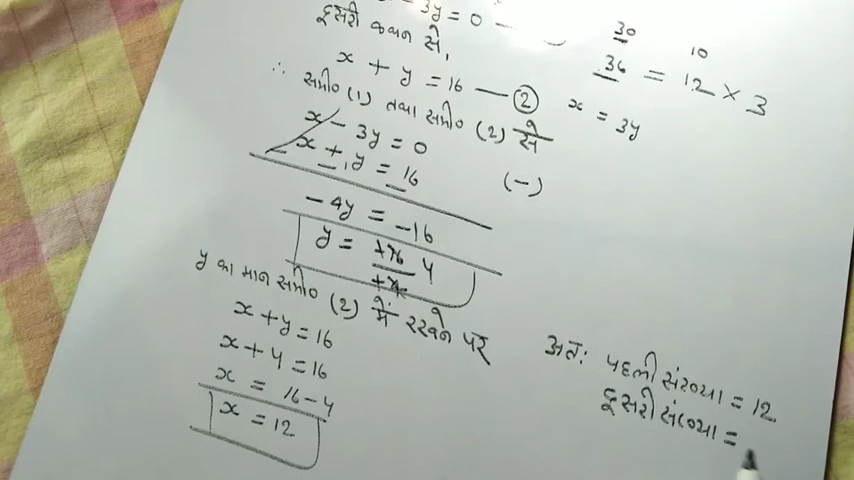 - 3y = 0 -
दूसरी कथन से,
x + y = 16 — ②
∴ समी० (1) तथा समी० (2) से
x - 3y = 0
x + y = 16 (-)
- 4y = -16
y = +16 / +4 4
y का मान समी० (2) में रखने पर
x + y = 16
x + 4 = 16
x = 16 - 4
x = 12
30
10
36 = 12 × 3
x = 3y
अतः पहली संख्या = 12
दूसरी संख्या =